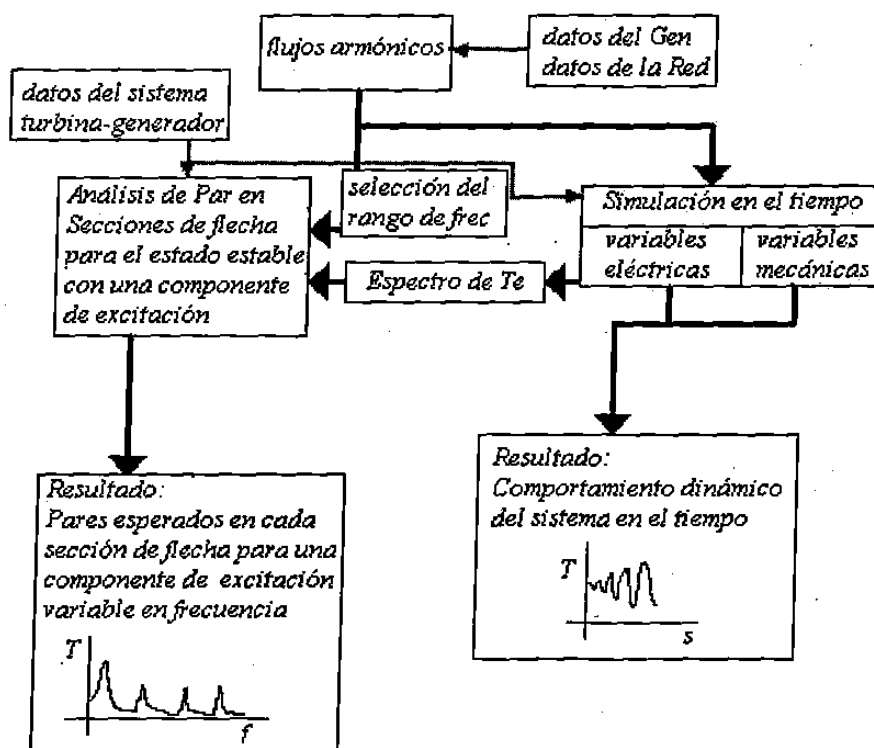 flujos armónicos
datos del Gen
datos de la Red
datos del sistema
turbina-generador
Análisis de Par en
Secciones de flecha
para el estado estable
con una componente
de excitación
selección del
rango de frec
Espectro de Te
Simulación en el tiempo
variables
eléctricas
variables
mecánicas
Resultado:
Pares esperados en cada
sección de flecha para una
componente de excitación
variable en frecuencia
T
f
Resultado:
Comportamiento dinámico
del sistema en el tiempo
T
s